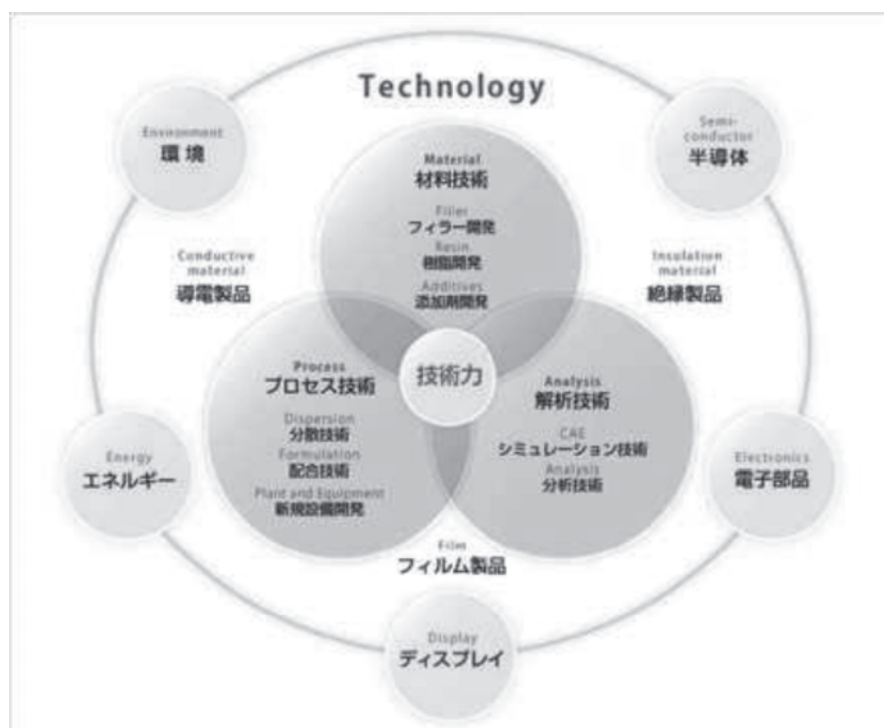 Technology
Environment
環境
Semi-
conductor
半導体
Material
材料技術
Filler
フィラー開発
Resin
樹脂開発
Additives
添加剤開発
Conductive
material
導電製品
Insulation
material
絶縁製品
技術力
Process
プロセス技術
Dispersion
分散技術
Formulation
配合技術
Plant and Equipment
新規設備開発
Analysis
解析技術
CAE
シミュレーション技術
Analysis
分析技術
Energy
エネルギー
Electronics
電子部品
Film
フィルム製品
Display
ディスプレイ